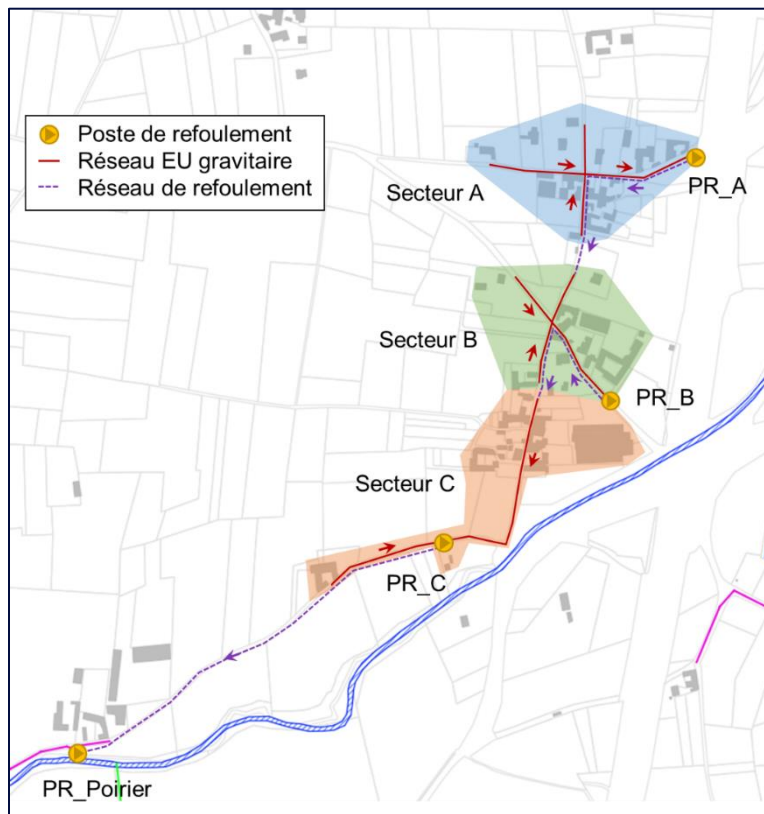 Poste de refoulement
Réseau EU gravitaire
Réseau de refoulement
Secteur A
PR_A
Secteur B
PR_B
Secteur C
PR_C
PR_Poirier